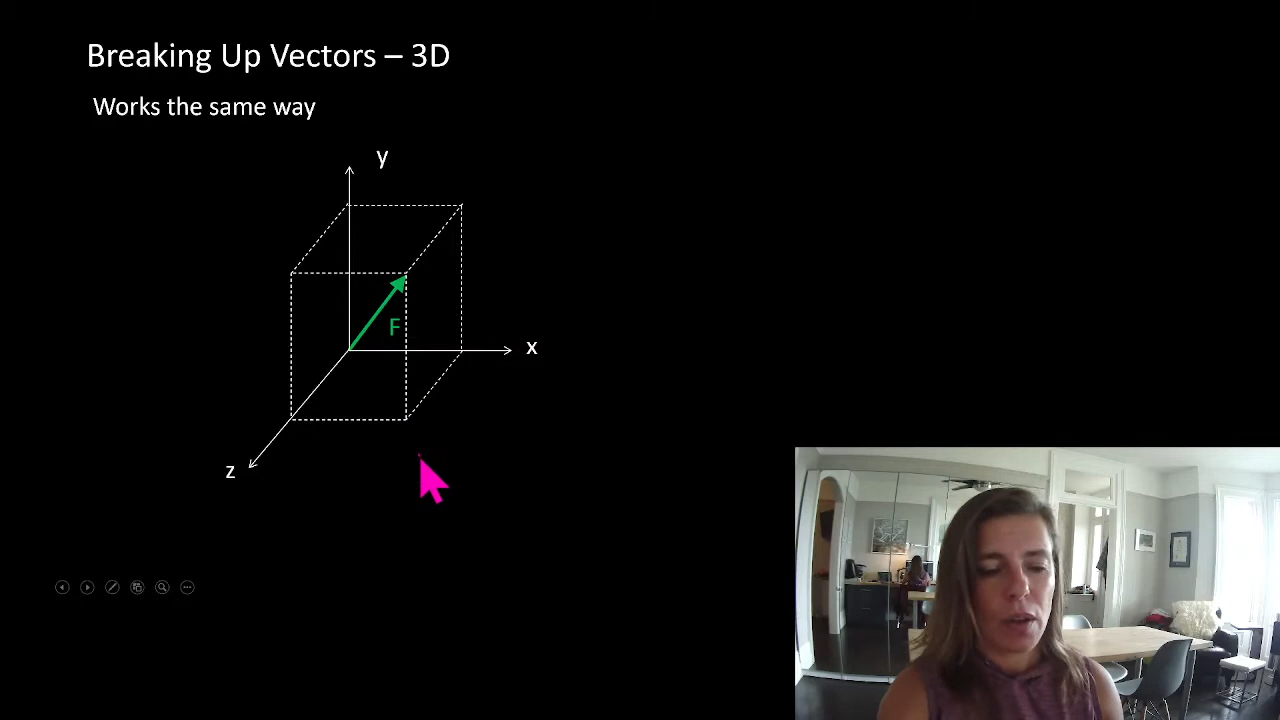 Breaking Up Vectors – 3D
Works the same way
y
F
x
z